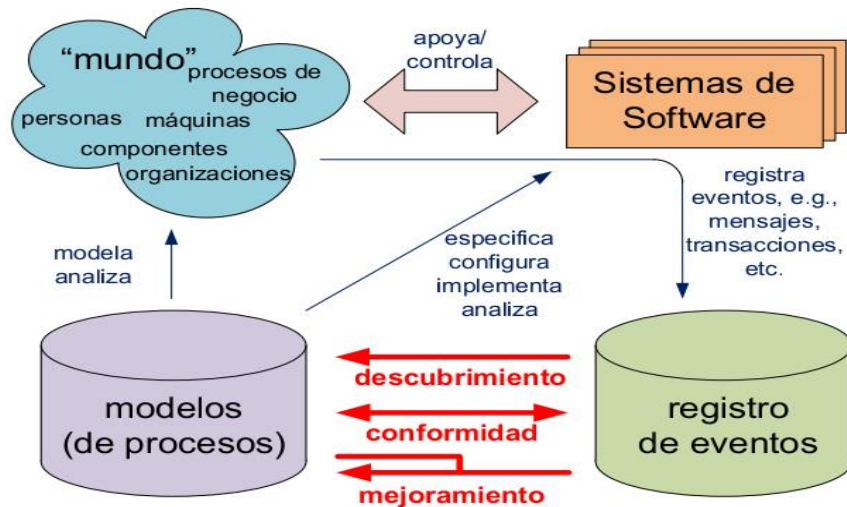 “mundo”
procesos de
negocio
personas
máquinas
componentes
organizaciones
apoya/
controla
Sistemas de
Software
modela
analiza
especifica
configura
implementa
analiza
registra
eventos, e.g.,
mensajes,
transacciones,
etc.
modelos
(de procesos)
descubrimiento
conformidad
mejoramiento
registro
de eventos